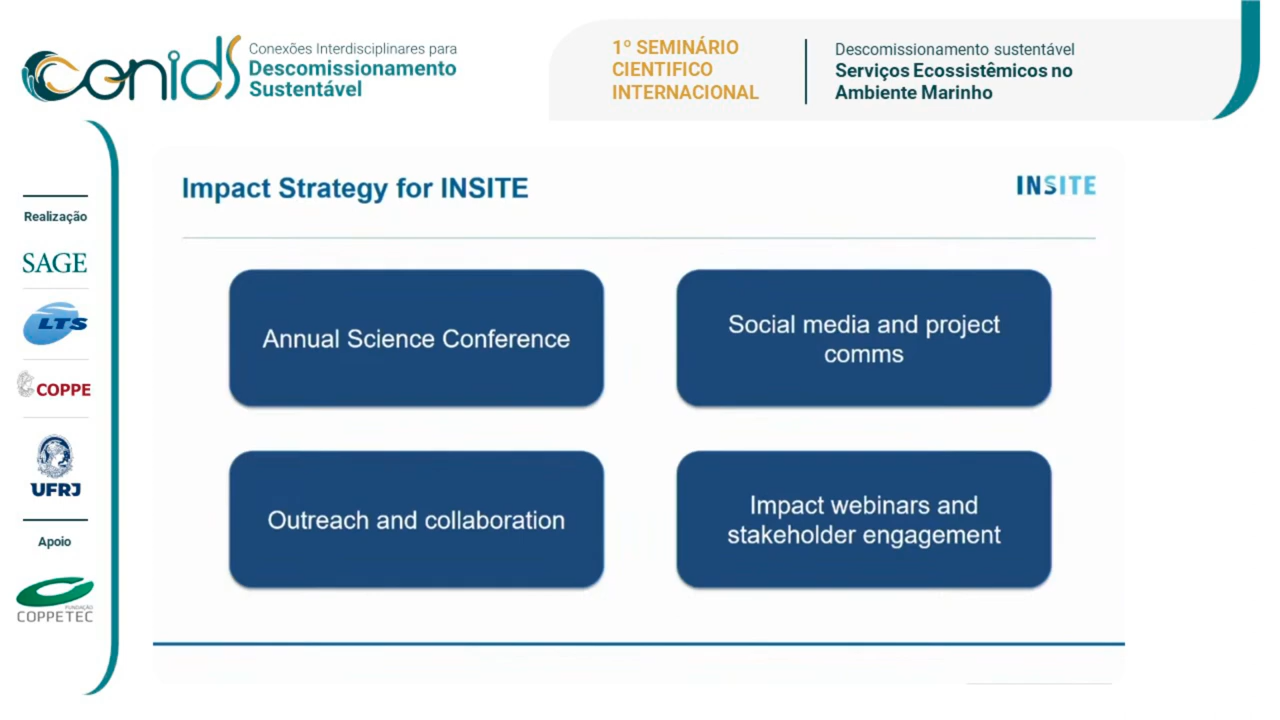 conids
Conexões Interdisciplinares para
Descomissionamento
Sustentável
1º SEMINÁRIO
CIENTIFICO
INTERNACIONAL
Descomissionamento sustentável
Serviços Ecossistêmicos no
Ambiente Marinho
Realização
SAGE
LTS
COPPE
UFRJ
Apoio
FUNDAÇÃO
COPPETEC
Impact Strategy for INSITE
INSITE
Annual Science Conference
Social media and project
comms
Outreach and collaboration
Impact webinars and
stakeholder engagement